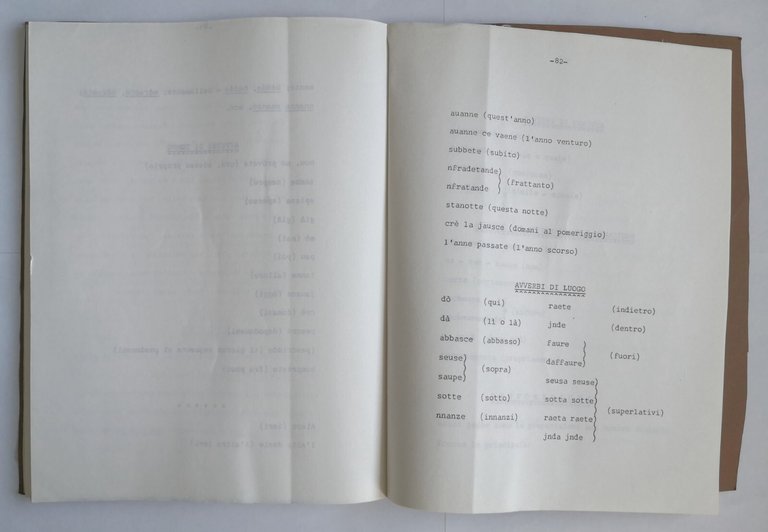 -82-
auanne (quest'anno)
auanne ce vaene (l'anno venturo)
subbete (subito)
nfradetande
nfratande } (frattanto)
stanotte (questa notte)
crè la jausce (domani al pomeriggio)
l'anne passate (l'anno scorso)
AVVERBI DI LUOGO
dò (qui) raete (indietro)
dà (lì o là) jnde (dentro)
abbasce (abbasso) faure
seuse } daffaure } (fuori)
saupe } (sopra) seusa seuse
sotte (sotto) sotta sotte
nnanze (innanzi) raeta raete } (superlativi)
jnda jnde